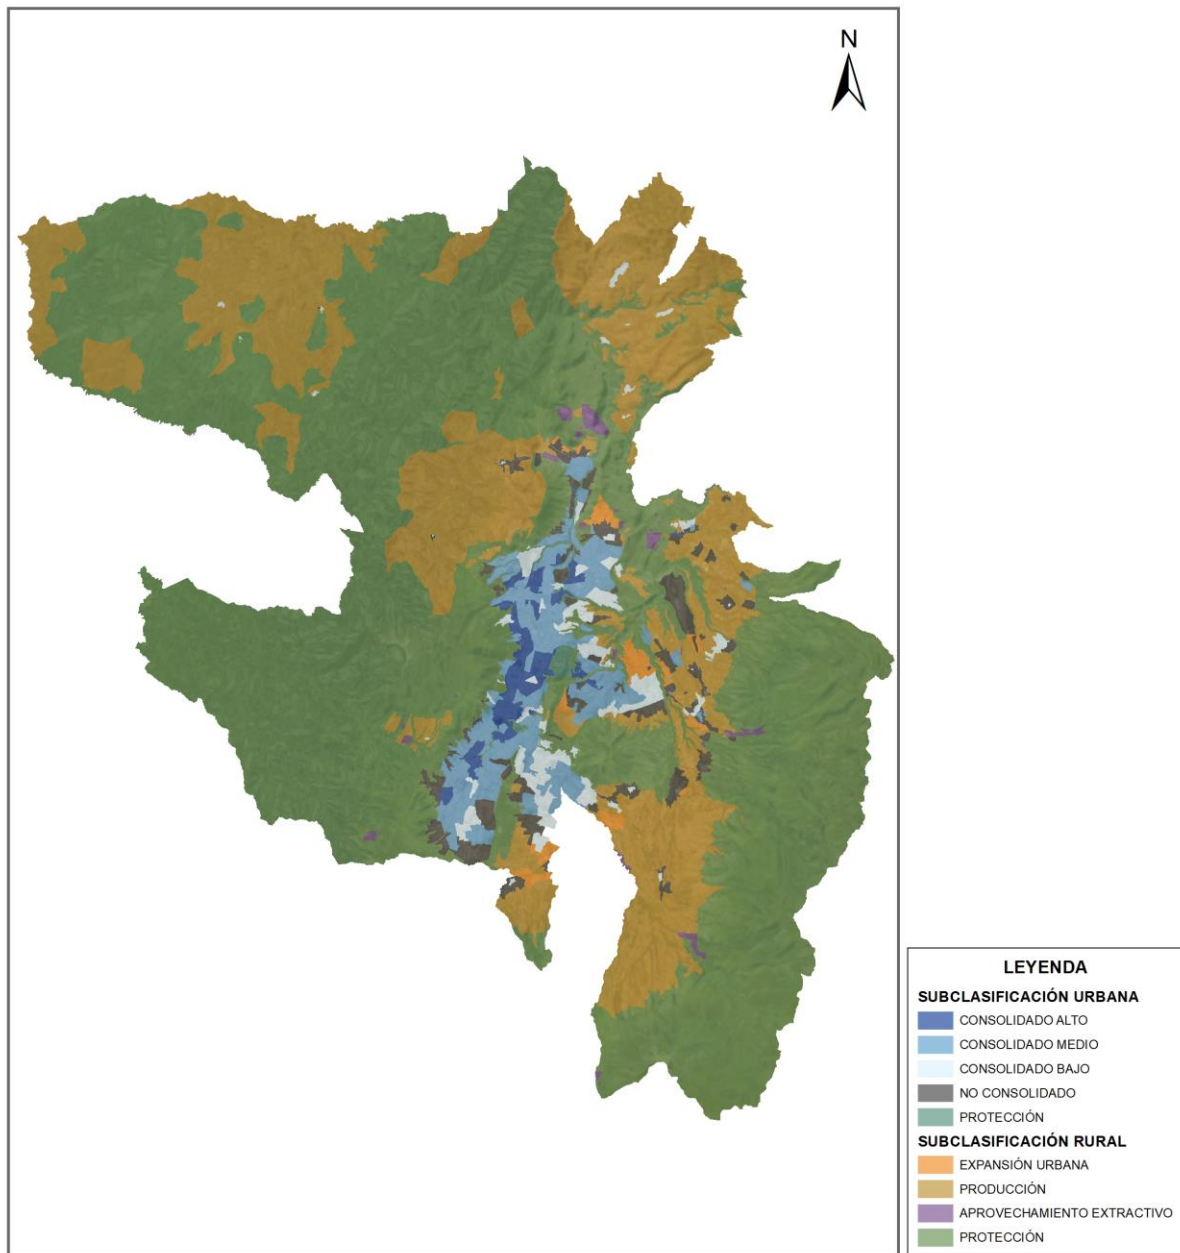 N
LEYENDA
SUBCLASIFICACIÓN URBANA
CONSOLIDADO ALTO
CONSOLIDADO MEDIO
CONSOLIDADO BAJO
NO CONSOLIDADO
PROTECCIÓN
SUBCLASIFICACIÓN RURAL
EXPANSIÓN URBANA
PRODUCCIÓN
APROVECHAMIENTO EXTRACTIVO
PROTECCIÓN